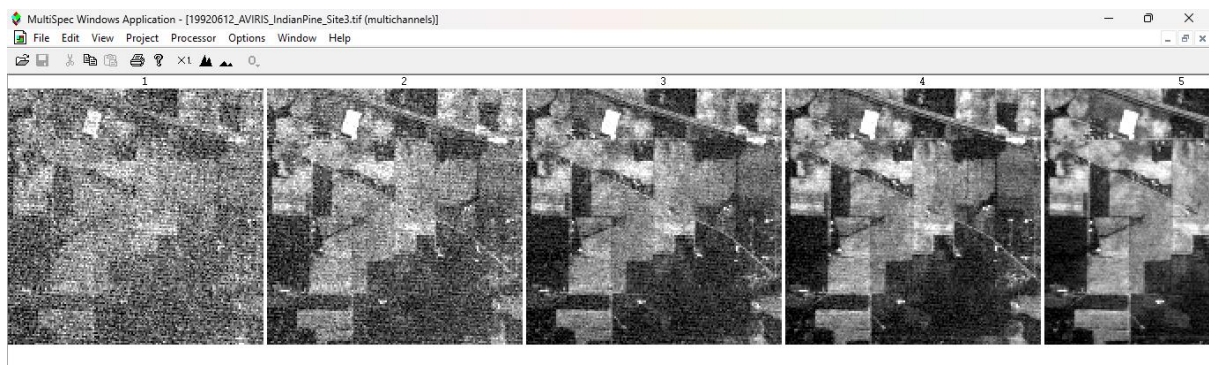 MultiSpec Windows Application - [19920612_AVIRIS_IndianPine_Site3.tif (multichannels)]
File Edit View Project Processor Options Window Help
×1
1 2 3 4 5